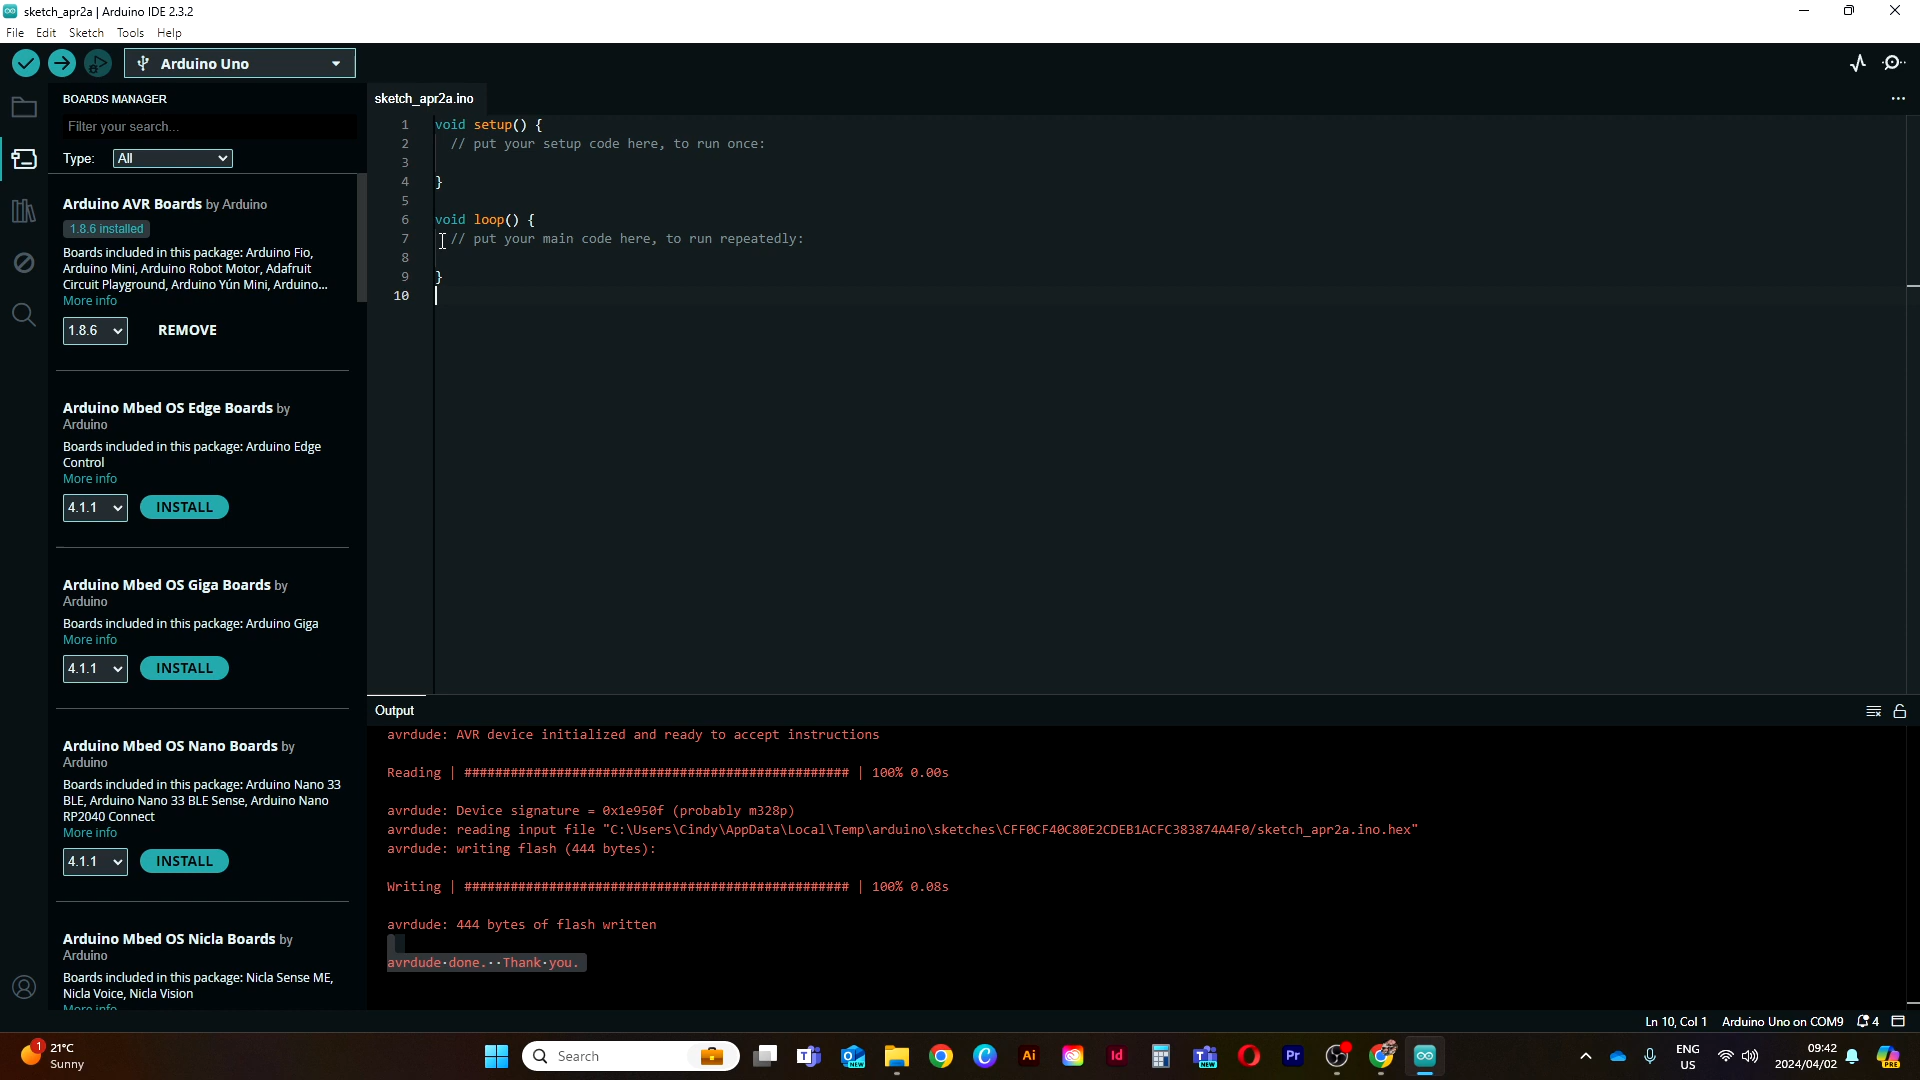 sketch_apr2a | Arduino IDE 2.3.2
File Edit Sketch Tools Help
Arduino Uno
BOARDS MANAGER
Filter your search...
Type: All
Arduino AVR Boards by Arduino
1.8.6 installed
Boards included in this package: Arduino Fio,
Arduino Mini, Arduino Robot Motor, Adafruit
Circuit Playground, Arduino Yún Mini, Arduino...
More info
1.8.6 REMOVE
Arduino Mbed OS Edge Boards by
Arduino
Boards included in this package: Arduino Edge
Control
More info
4.1.1 INSTALL
Arduino Mbed OS Giga Boards by
Arduino
Boards included in this package: Arduino Giga
More info
4.1.1 INSTALL
Arduino Mbed OS Nano Boards by
Arduino
Boards included in this package: Arduino Nano 33
BLE, Arduino Nano 33 BLE Sense, Arduino Nano
RP2040 Connect
More info
4.1.1 INSTALL
Arduino Mbed OS Nicla Boards by
Arduino
Boards included in this package: Nicla Sense ME,
Nicla Voice, Nicla Vision
More info
sketch_apr2a.ino
1 void setup() {
2 // put your setup code here, to run once:
3
4 }
5
6 void loop() {
7 // put your main code here, to run repeatedly:
8
9 }
10
Output
avrdude: AVR device initialized and ready to accept instructions
Reading | ################################################## | 100% 0.00s
avrdude: Device signature = 0x1e950f (probably m328p)
avrdude: reading input file "C:\Users\Cindy\AppData\Local\Temp\arduino\sketches\CFF0CF40C80E2CDEB1ACFC383874A4F0/sketch_apr2a.ino.hex"
avrdude: writing flash (444 bytes):
Writing | ################################################## | 100% 0.08s
avrdude: 444 bytes of flash written
avrdude·done.··Thank·you.
Ln 10, Col 1 Arduino Uno on COM9 4
1 21°C
Sunny
Search
NEW
Ai
Id
NEW
Pr
ENG
US
09:42
2024/04/02
PRE